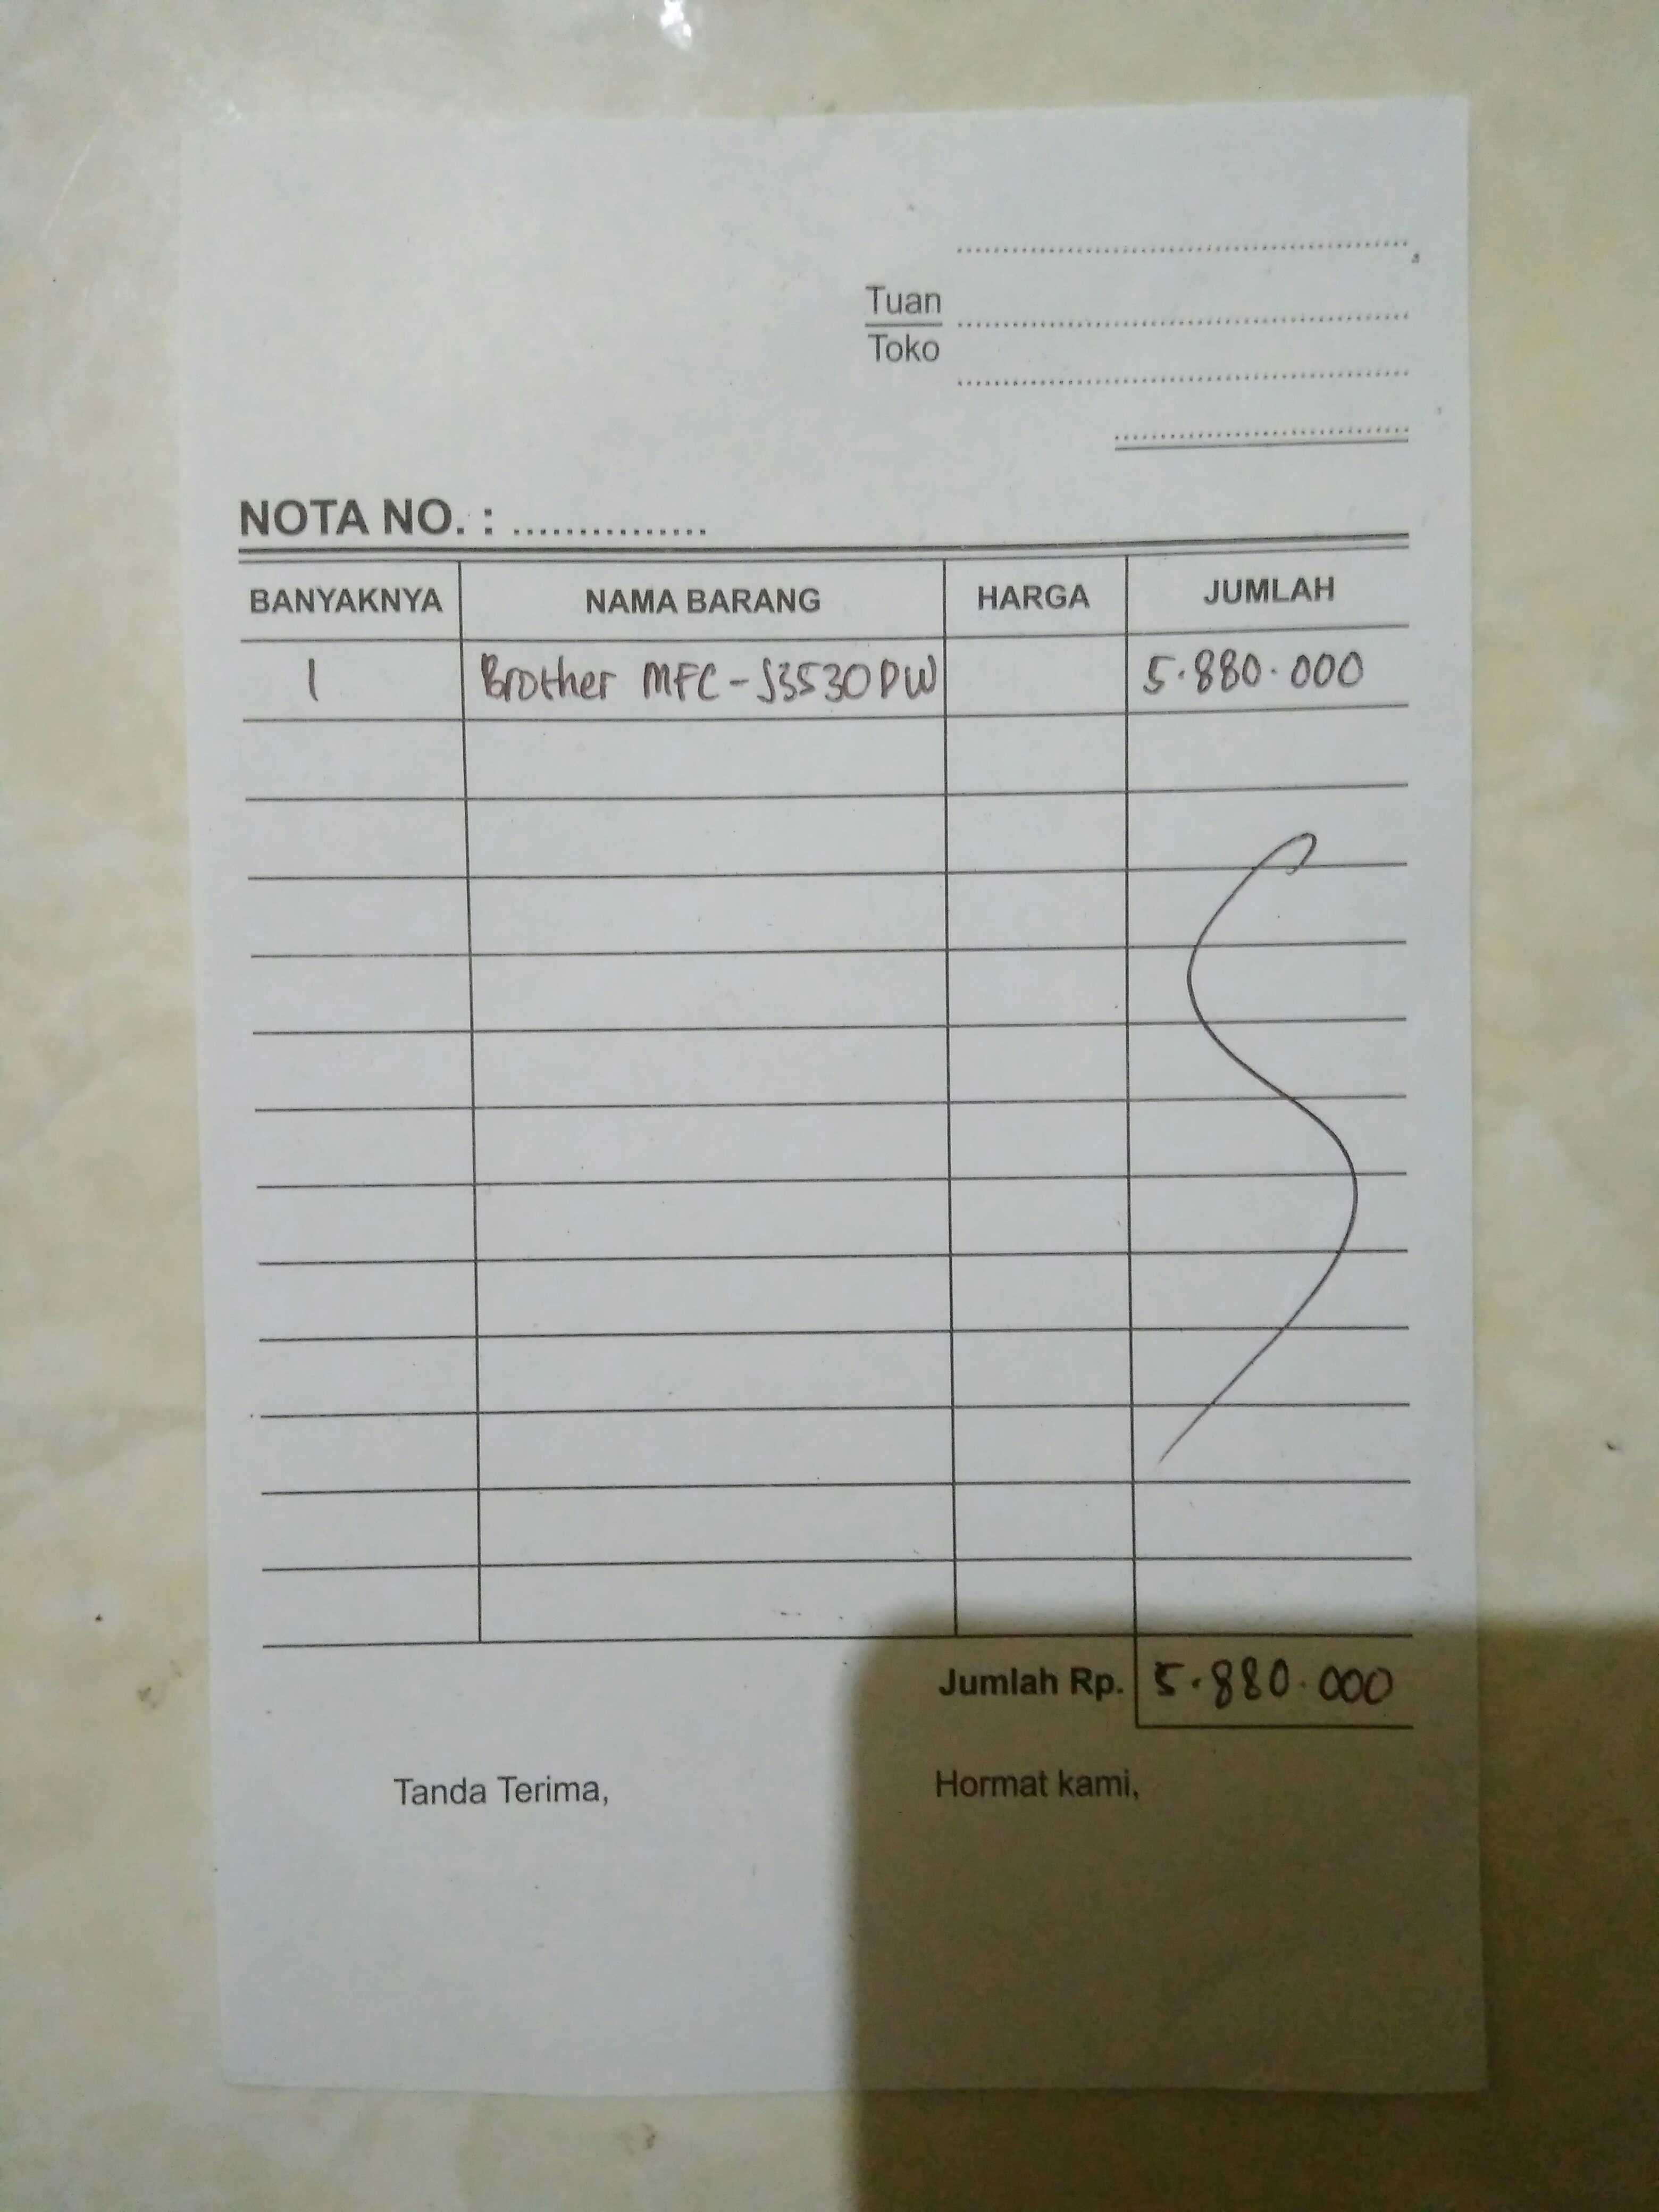 Tuan
Toko
NOTA NO. : ...............
BANYAKNYA NAMA BARANG HARGA JUMLAH
1 Brother MFC-J3530DW 5.880.000
Jumlah Rp. 5.880.000
Tanda Terima, Hormat kami,